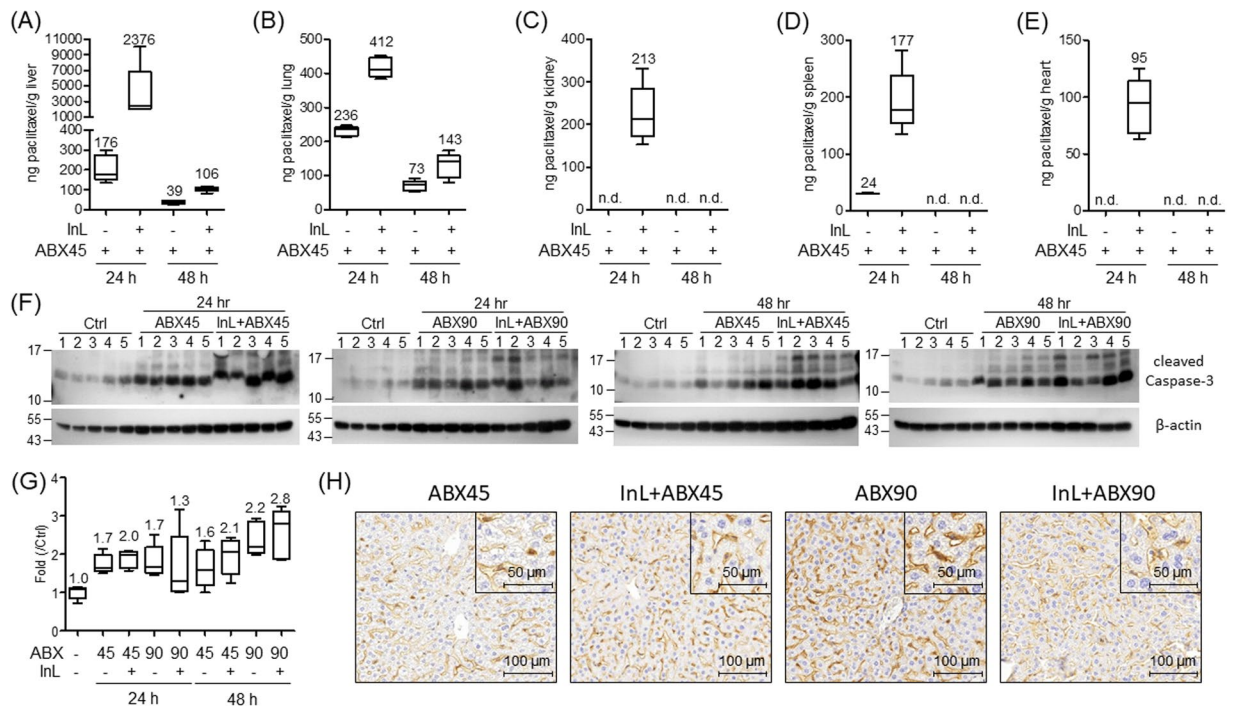 (A)
ng paclitaxel/g liver
11000
9000
7000
5000
3000
1000
400
300
200
100
0
176
2376
39
106
InL - + - +
ABX45 + + + +
24 h 48 h
(B)
ng paclitaxel/g lung
500
400
300
200
100
0
236
412
73
143
InL - + - +
ABX45 + + + +
24 h 48 h
(C)
ng paclitaxel/g kidney
400
300
200
100
0
n.d.
213
n.d. n.d.
InL - + - +
ABX45 + + + +
24 h 48 h
(D)
ng paclitaxel/g spleen
300
200
100
0
24
177
n.d. n.d.
InL - + - +
ABX45 + + + +
24 h 48 h
(E)
ng paclitaxel/g heart
150
100
50
0
n.d.
95
n.d. n.d.
InL - + - +
ABX45 + + + +
24 h 48 h
(F)
24 hr
Ctrl ABX45 InL+ABX45
1 2 3 4 5 1 2 3 4 5 1 2 3 4 5
17
10
55
43
24 hr
Ctrl ABX90 InL+ABX90
1 2 3 4 5 1 2 3 4 5 1 2 3 4 5
17
10
55
43
48 hr
Ctrl ABX45 InL+ABX45
1 2 3 4 5 1 2 3 4 5 1 2 3 4 5
17
10
55
43
48 hr
Ctrl ABX90 InL+ABX90
1 2 3 4 5 1 2 3 4 5 1 2 3 4 5
17
10
55
43
cleaved
Caspase-3
β-actin
(G)
Fold (/Ctrl)
4
3
2
1
0
1.0
1.7
2.0
1.7
1.3
1.6
2.1
2.2
2.8
ABX - 45 45 90 90 45 45 90 90
InL - - + - + - + - +
24 h 48 h
(H)
ABX45
50 µm
100 µm
InL+ABX45
50 µm
100 µm
ABX90
50 µm
100 µm
InL+ABX90
50 µm
100 µm